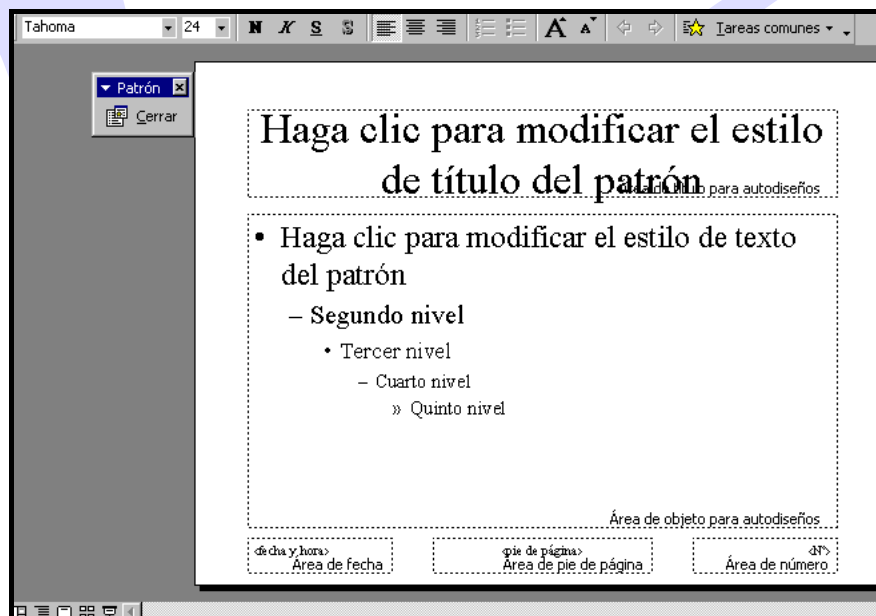 Tahoma 24 N K S S A A Tareas comunes
Patrón
Cerrar
Haga clic para modificar el estilo
de título del patrón
Área de título para autodiseños
• Haga clic para modificar el estilo de texto
del patrón
– Segundo nivel
• Tercer nivel
– Cuarto nivel
» Quinto nivel
Área de objeto para autodiseños
<fecha y hora> <pie de página> <N°>
Área de fecha Área de pie de página Área de número